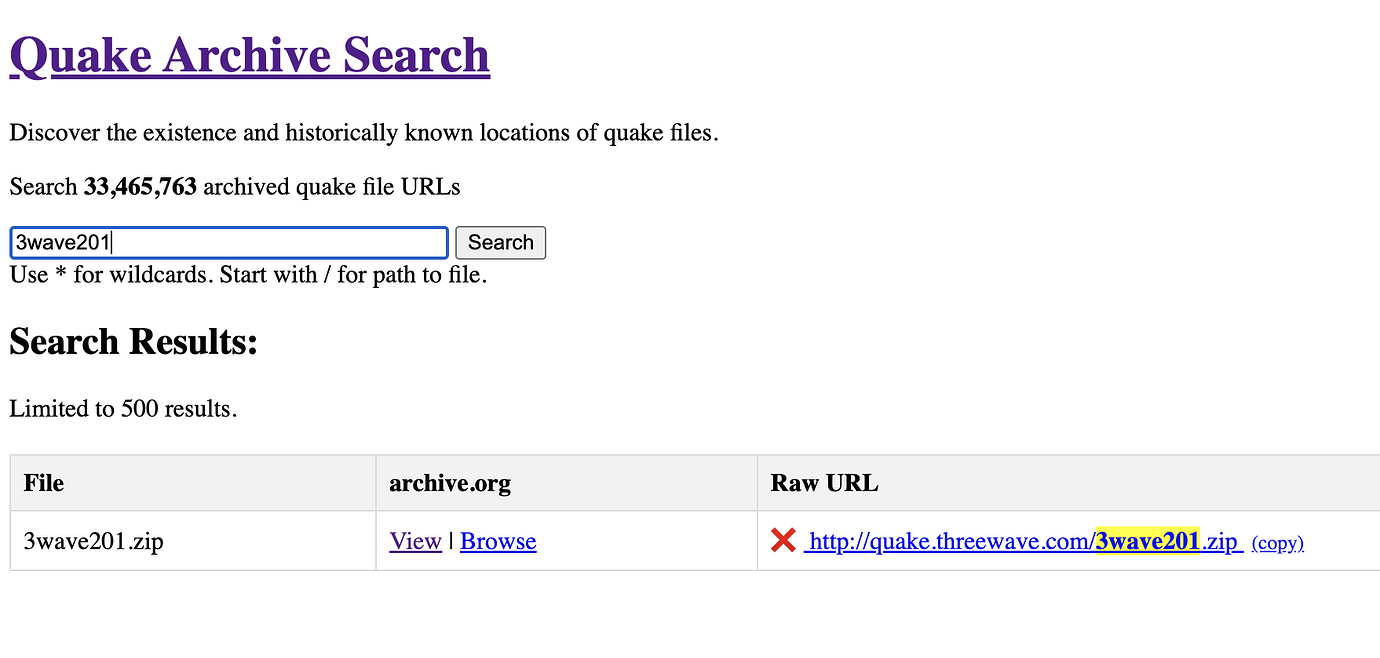 Quake Archive Search
Discover the existence and historically known locations of quake files.
Search 33,465,763 archived quake file URLs
3wave201 Search
Use * for wildcards. Start with / for path to file.
Search Results:
Limited to 500 results.
File archive.org Raw URL
3wave201.zip View | Browse ❌ http://quake.threewave.com/3wave201.zip (copy)